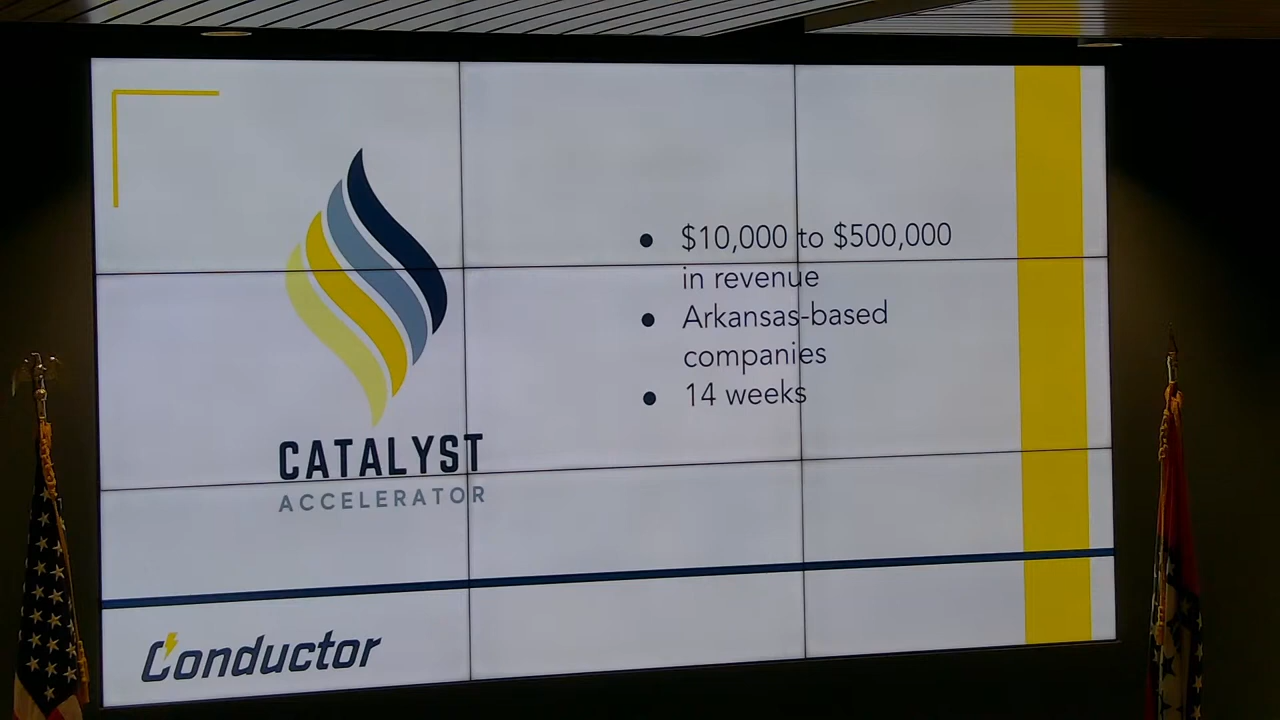 CATALYST
ACCELERATOR
● $10,000 to $500,000
in revenue
● Arkansas-based
companies
● 14 weeks
Conductor